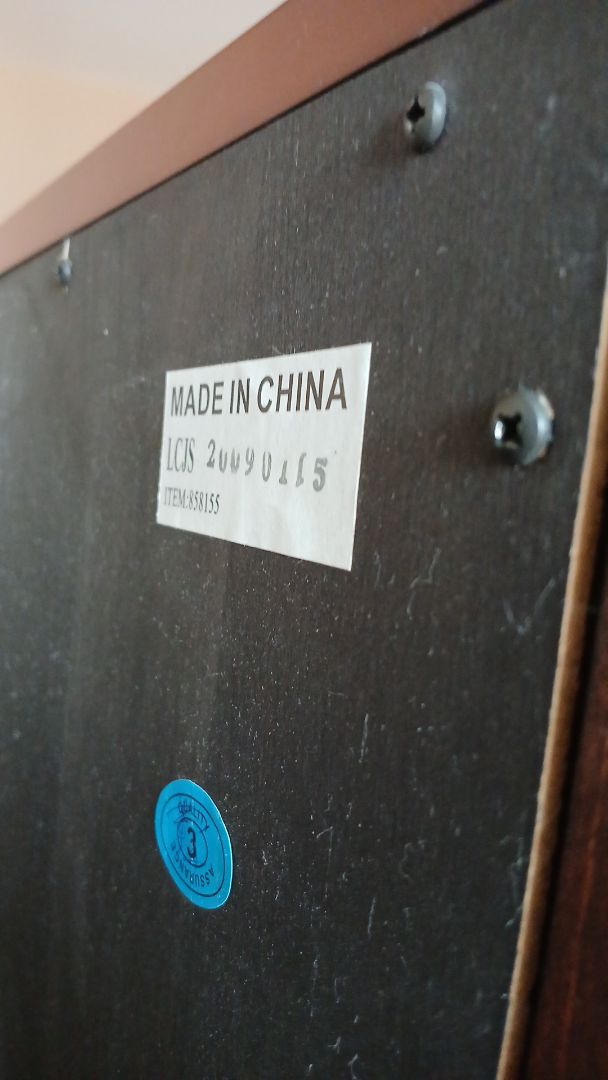 MADE IN CHINA
LCJS 20090115
ITEM:858155
QUALITY
3
ASSURANCE